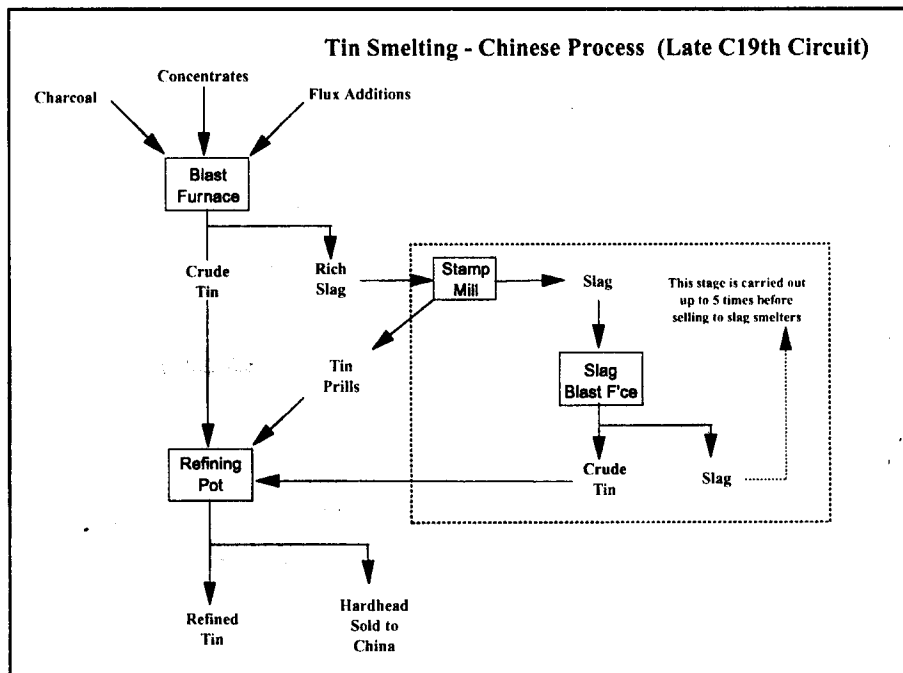 Tin Smelting - Chinese Process (Late C19th Circuit)
Concentrates
Charcoal
Flux Additions
Blast
Furnace
Crude
Tin
Rich
Slag
Stamp
Mill
Slag
This stage is carried out
up to 5 times before
selling to slag smelters
Tin
Prills
Slag
Blast F'ce
Refining
Pot
Crude
Tin
Slag
Refined
Tin
Hardhead
Sold to
China